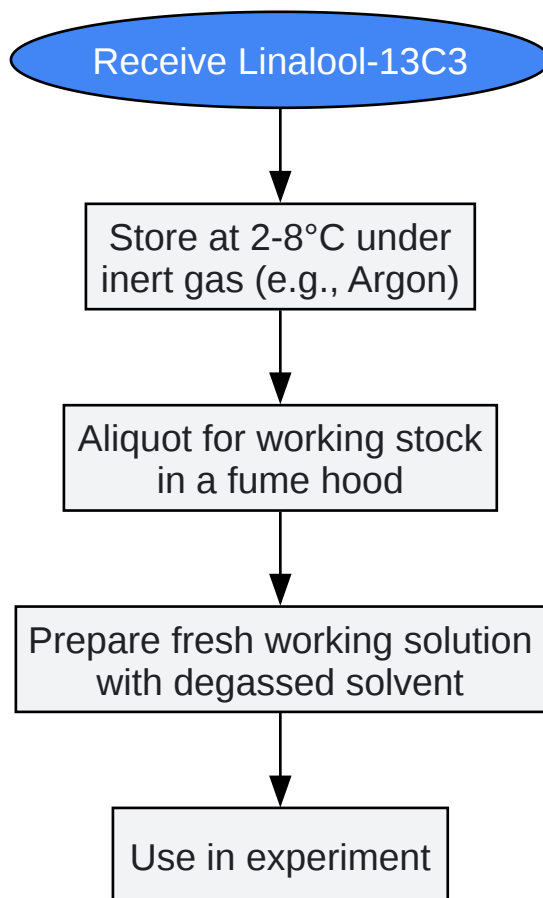 Receive Linalool-13C3
Store at 2-8°C under
inert gas (e.g., Argon)
Aliquot for working stock
in a fume hood
Prepare fresh working solution
with degassed solvent
Use in experiment